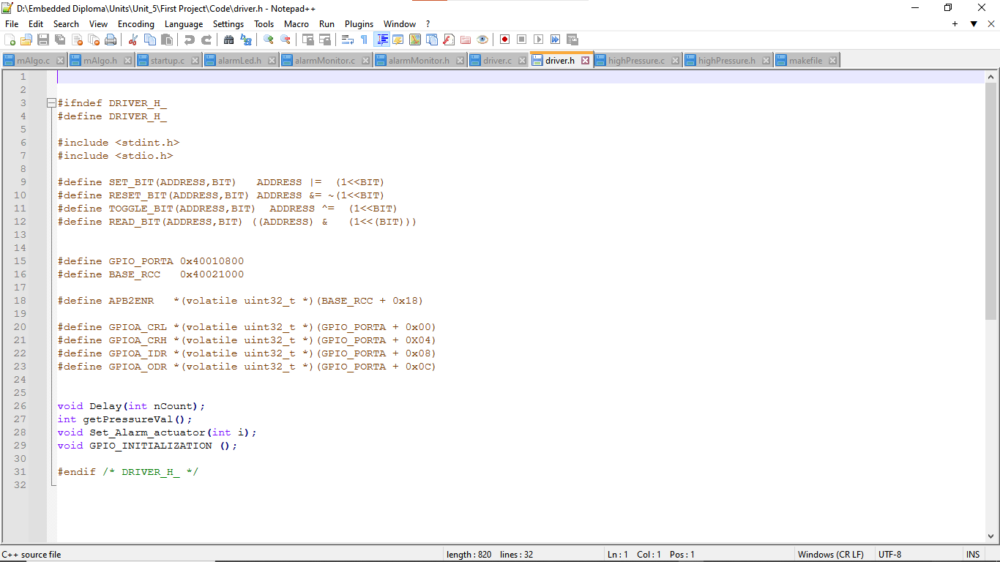 D:\Embedded Diploma\Units\Unit_5\First Project\Code\driver.h - Notepad++
File Edit Search View Encoding Language Settings Tools Macro Run Plugins Window ?
mAlgo.c mAlgo.h startup.c alarmLed.h alarmMonitor.c alarmMonitor.h driver.c driver.h highPressure.c highPressure.h makefile
1
2
3 #ifndef DRIVER_H_
4 #define DRIVER_H_
5
6 #include <stdint.h>
7 #include <stdio.h>
8
9 #define SET_BIT(ADDRESS,BIT)   ADDRESS |=  (1<<BIT)
10 #define RESET_BIT(ADDRESS,BIT) ADDRESS &= ~(1<<BIT)
11 #define TOGGLE_BIT(ADDRESS,BIT)  ADDRESS ^=  (1<<BIT)
12 #define READ_BIT(ADDRESS,BIT) ((ADDRESS) &   (1<<(BIT)))
13
14
15 #define GPIO_PORTA 0x40010800
16 #define BASE_RCC   0x40021000
17
18 #define APB2ENR   *(volatile uint32_t *)(BASE_RCC + 0x18)
19
20 #define GPIOA_CRL *(volatile uint32_t *)(GPIO_PORTA + 0x00)
21 #define GPIOA_CRH *(volatile uint32_t *)(GPIO_PORTA + 0X04)
22 #define GPIOA_IDR *(volatile uint32_t *)(GPIO_PORTA + 0x08)
23 #define GPIOA_ODR *(volatile uint32_t *)(GPIO_PORTA + 0x0C)
24
25
26 void Delay(int nCount);
27 int getPressureVal();
28 void Set_Alarm_actuator(int i);
29 void GPIO_INITIALIZATION ();
30
31 #endif /* DRIVER_H_ */
32
C++ source file length : 820 lines : 32 Ln : 1 Col : 1 Pos : 1 Windows (CR LF) UTF-8 INS